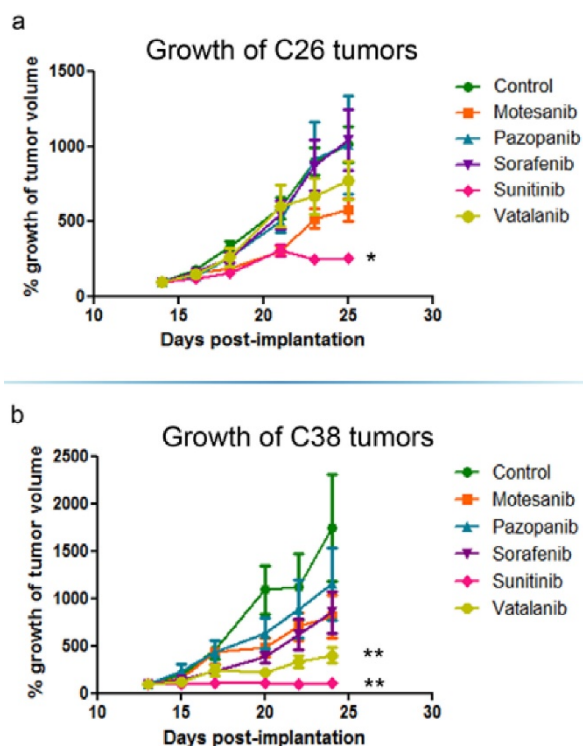 a
Growth of C26 tumors
% growth of tumor volume
1500
1000
500
0
10
15
20
25
30
Days post-implantation
Control
Motesanib
Pazopanib
Sorafenib
Sunitinib
Vatalanib
*
b
Growth of C38 tumors
% growth of tumor volume
2500
2000
1500
1000
500
0
10
15
20
25
30
Days post-implantation
Control
Motesanib
Pazopanib
Sorafenib
Sunitinib
Vatalanib
**
**